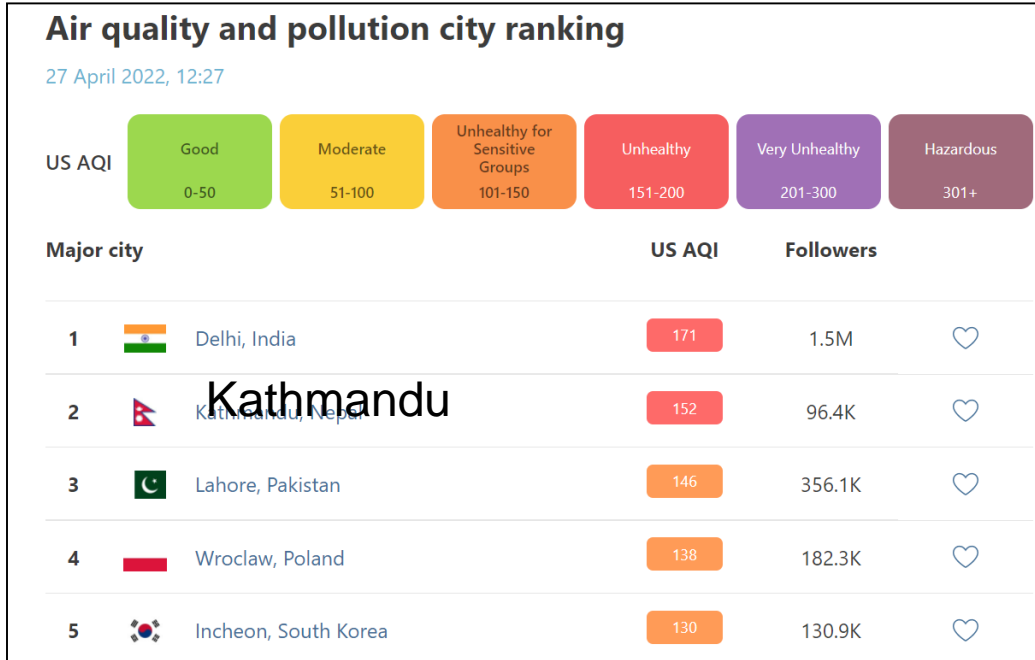 Air quality and pollution city ranking
27 April 2022, 12:27
US AQI
Good
0-50
Moderate
51-100
Unhealthy for
Sensitive
Groups
101-150
Unhealthy
151-200
Very Unhealthy
201-300
Hazardous
301+
Major city US AQI Followers
1 Delhi, India 171 1.5M
Kathmandu
2 Kathmandu, Nepal 152 96.4K
3 Lahore, Pakistan 146 356.1K
4 Wroclaw, Poland 138 182.3K
5 Incheon, South Korea 130 130.9K